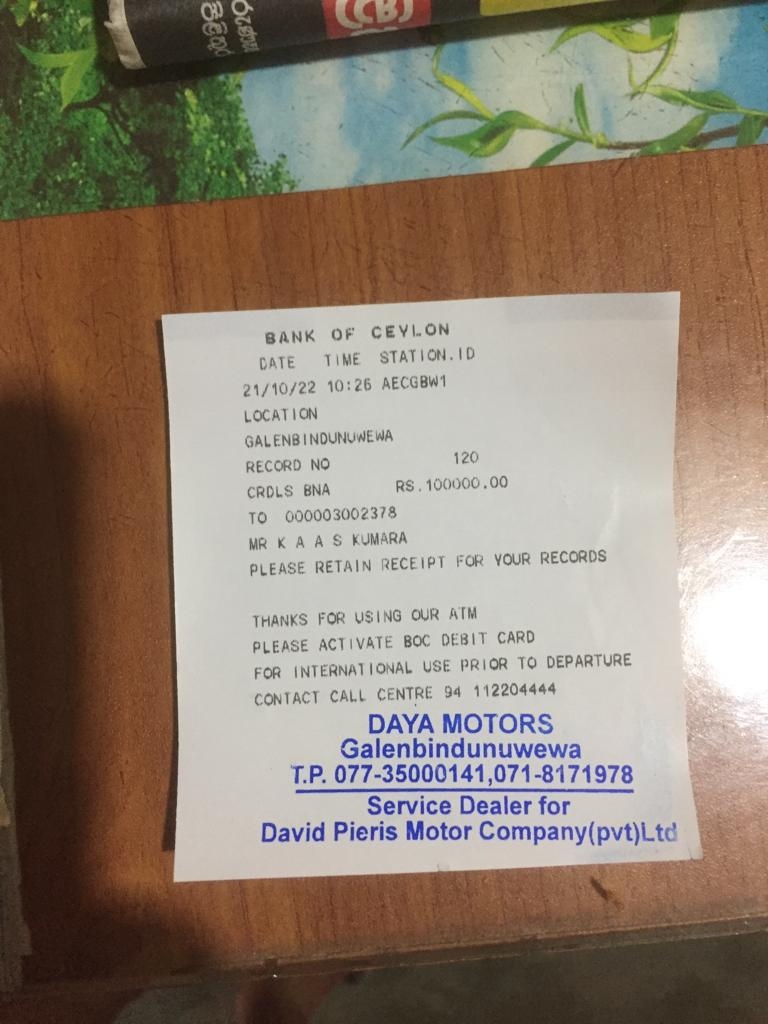 BANK OF CEYLON
DATE TIME STATION.ID
21/10/22 10:26 AECGBW1
LOCATION
GALENBINDUNUWEWA
RECORD NO 120
CRDLS BNA RS.100000.00
TO 000003002378
MR K A A S KUMARA
PLEASE RETAIN RECEIPT FOR YOUR RECORDS
THANKS FOR USING OUR ATM
PLEASE ACTIVATE BOC DEBIT CARD
FOR INTERNATIONAL USE PRIOR TO DEPARTURE
CONTACT CALL CENTRE 94 112204444
DAYA MOTORS
Galenbindunuwewa
T.P. 077-35000141,071-8171978
Service Dealer for
David Pieris Motor Company(pvt)Ltd